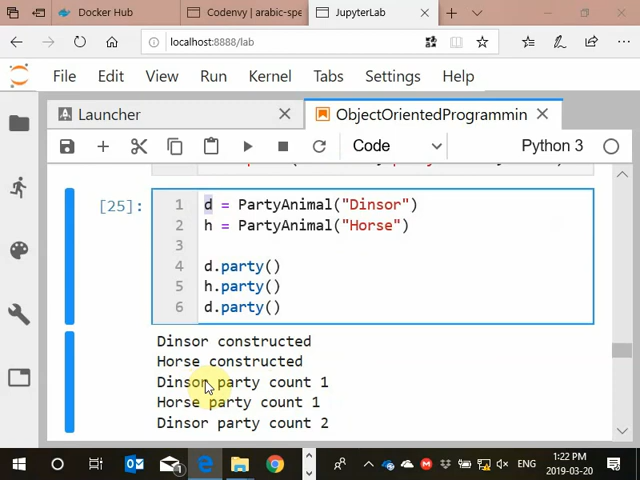 Docker Hub
Codenvy | arabic-spe
JupyterLab
localhost:8888/lab
File Edit View Run Kernel Tabs Settings Help
Launcher
ObjectOrientedProgrammin
Code
Python 3
[25]:
1 d = PartyAnimal("Dinsor")
2 h = PartyAnimal("Horse")
3
4 d.party()
5 h.party()
6 d.party()
Dinsor constructed
Horse constructed
Dinsor party count 1
Horse party count 1
Dinsor party count 2
ENG
1:22 PM
2019-03-20